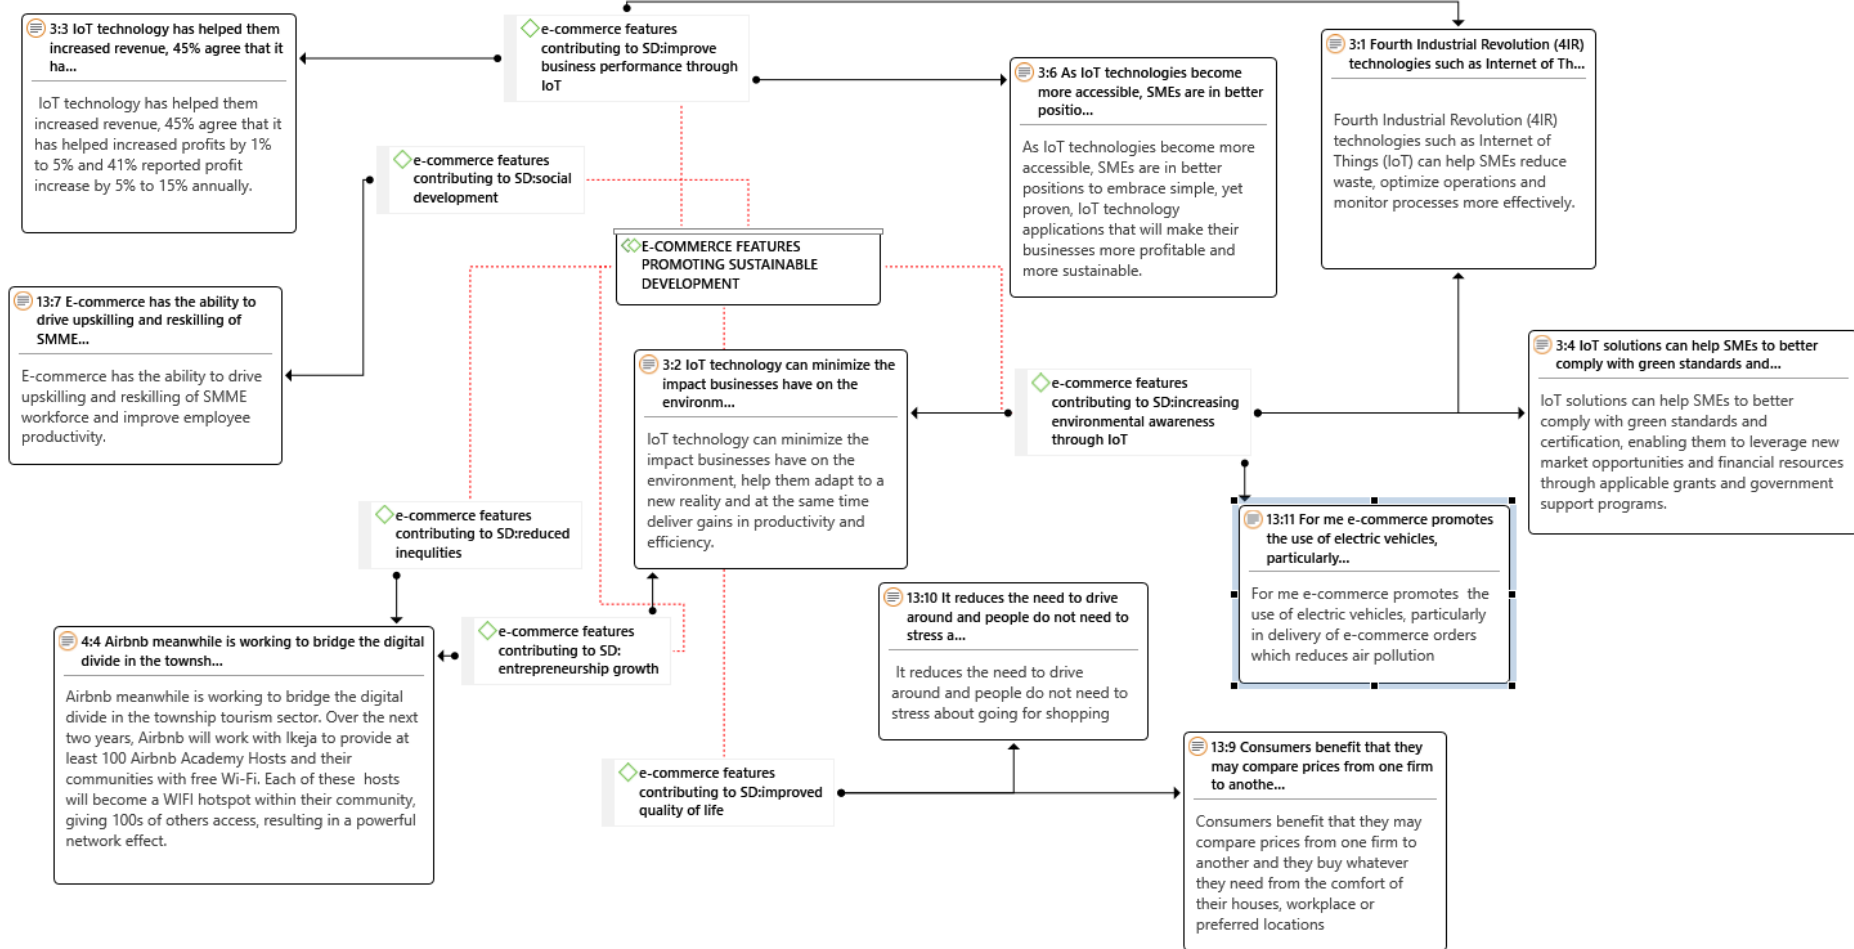 3:3 IoT technology has helped them
increased revenue, 45% agree that it
ha...
IoT technology has helped them
increased revenue, 45% agree that it
has helped increased profits by 1%
to 5% and 41% reported profit
increase by 5% to 15% annually.
e-commerce features
contributing to SD:improve
business performance through
IoT
3:6 As IoT technologies become
more accessible, SMEs are in better
positio...
As IoT technologies become more
accessible, SMEs are in better
positions to embrace simple, yet
proven, IoT technology
applications that will make their
businesses more profitable and
more sustainable.
3:1 Fourth Industrial Revolution (4IR)
technologies such as Internet of Th...
Fourth Industrial Revolution (4IR)
technologies such as Internet of
Things (IoT) can help SMEs reduce
waste, optimize operations and
monitor processes more effectively.
e-commerce features
contributing to SD:social
development
E-COMMERCE FEATURES
PROMOTING SUSTAINABLE
DEVELOPMENT
13:7 E-commerce has the ability to
drive upskilling and reskilling of
SMME...
E-commerce has the ability to drive
upskilling and reskilling of SMME
workforce and improve employee
productivity.
3:2 IoT technology can minimize the
impact businesses have on the
environm...
IoT technology can minimize the
impact businesses have on the
environment, help them adapt to a
new reality and at the same time
deliver gains in productivity and
efficiency.
e-commerce features
contributing to SD:increasing
environmental awareness
through IoT
3:4 IoT solutions can help SMEs to better
comply with green standards and...
IoT solutions can help SMEs to better
comply with green standards and
certification, enabling them to leverage new
market opportunities and financial resources
through applicable grants and government
support programs.
e-commerce features
contributing to SD:reduced
inequlities
13:11 For me e-commerce promotes
the use of electric vehicles,
particularly...
For me e-commerce promotes the
use of electric vehicles, particularly
in delivery of e-commerce orders
which reduces air pollution
4:4 Airbnb meanwhile is working to bridge the digital
divide in the townsh...
Airbnb meanwhile is working to bridge the digital
divide in the township tourism sector. Over the next
two years, Airbnb will work with Ikeja to provide at
least 100 Airbnb Academy Hosts and their
communities with free Wi-Fi. Each of these hosts
will become a WIFI hotspot within their community,
giving 100s of others access, resulting in a powerful
network effect.
e-commerce features
contributing to SD:
entrepreneurship growth
13:10 It reduces the need to drive
around and people do not need to
stress a...
It reduces the need to drive
around and people do not need to
stress about going for shopping
e-commerce features
contributing to SD:improved
quality of life
13:9 Consumers benefit that they
may compare prices from one firm
to anothe...
Consumers benefit that they may
compare prices from one firm to
another and they buy whatever
they need from the comfort of
their houses, workplace or
preferred locations